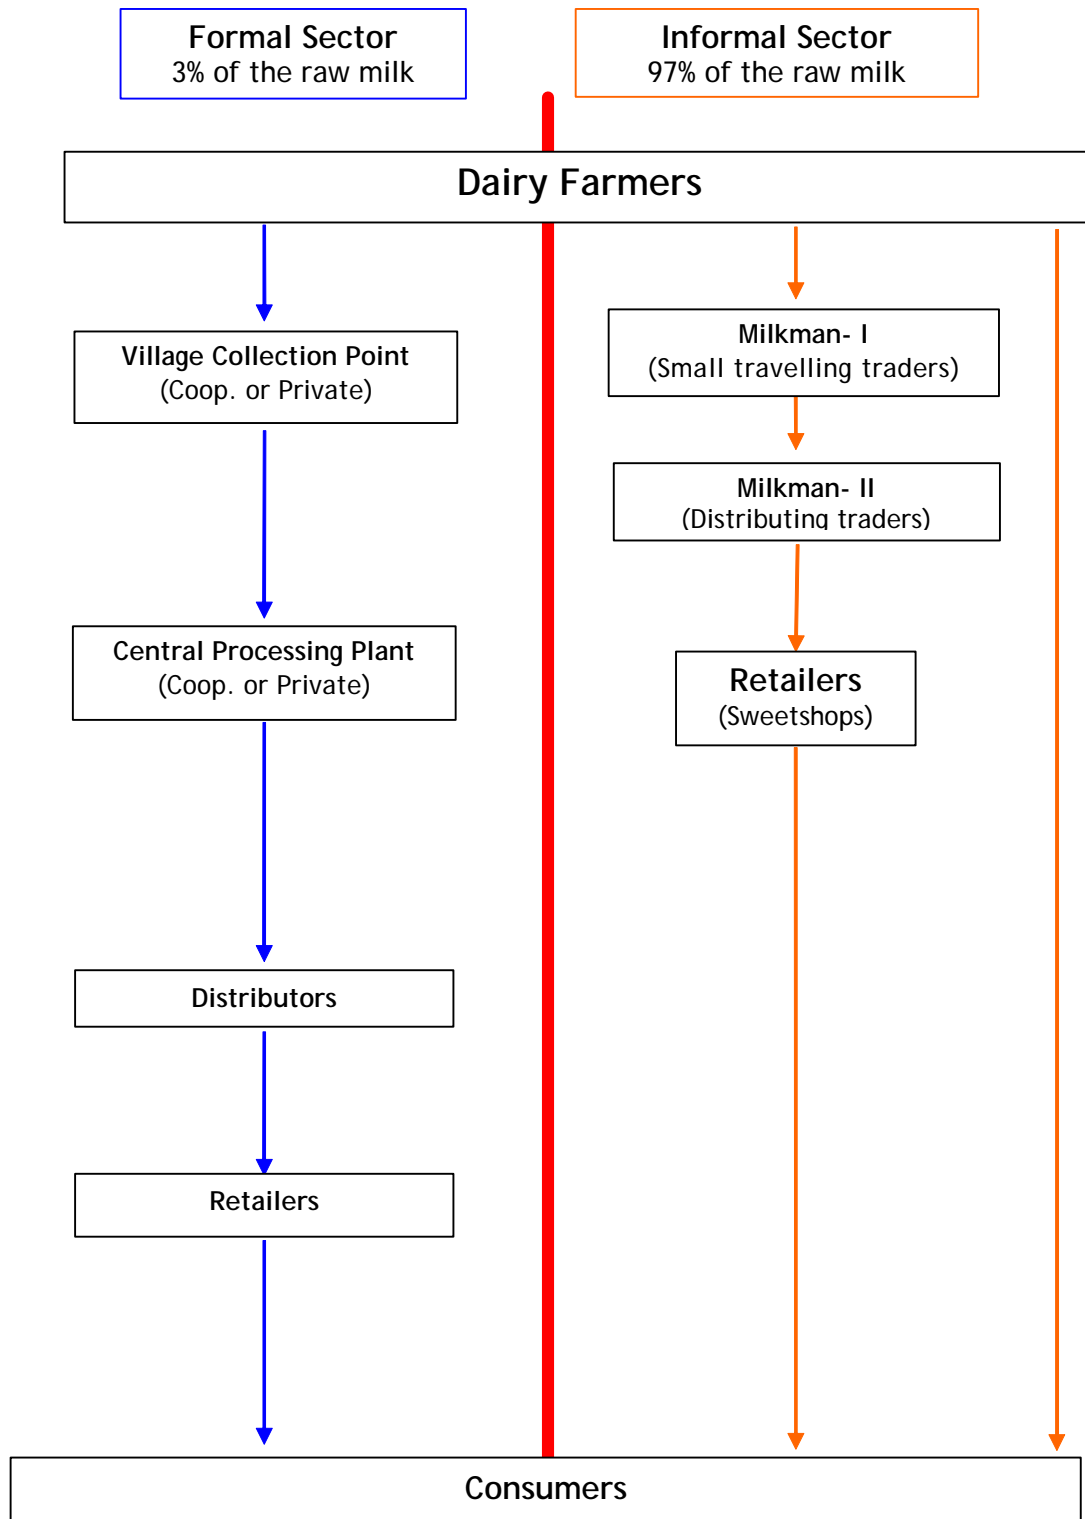 Formal Sector
3% of the raw milk
Informal Sector
97% of the raw milk
Dairy Farmers
Village Collection Point
(Coop. or Private)
Milkman- I
(Small travelling traders)
Milkman- II
(Distributing traders)
Central Processing Plant
(Coop. or Private)
Retailers
(Sweetshops)
Distributors
Retailers
Consumers